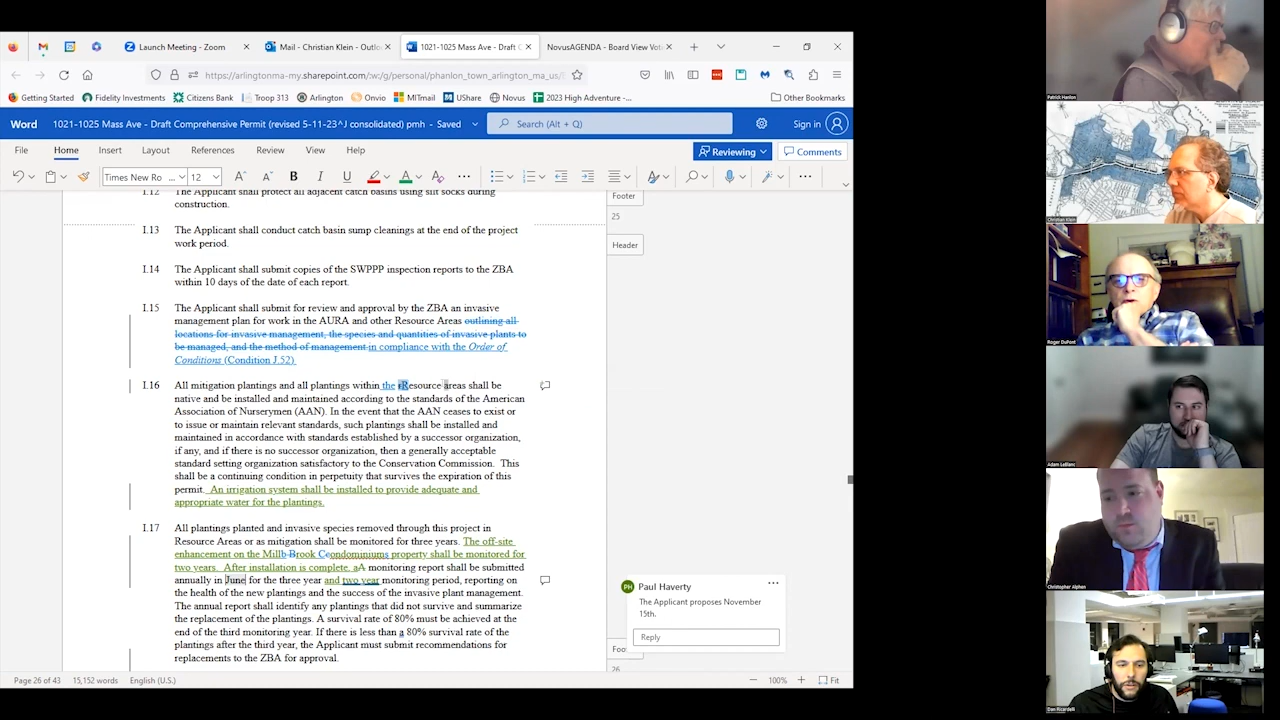 Launch Meeting - Zoom
Mail - Christian Klein - Outlo
1021-1025 Mass Ave - Draft C
NovusAGENDA - Board View Vot
https://arlingtonma-my.sharepoint.com/:w:/g/personal/phanlon_town_arlington_ma_us/
Getting Started
Fidelity Investments
Citizens Bank
Troop 313
Arlington
Onvio
MITmail
UShare
Novus
2023 High Adventure -...
Other Bookmarks
Word
1021-1025 Mass Ave - Draft Comprehensive Permit (revised 5-11-23^J consolidated) pmh - Saved
Search (Alt + Q)
File
Home
Insert
Layout
References
Review
View
Help
Reviewing
Comments
Times New Ro ...
12
I.12 The Applicant shall protect all adjacent catch basins using silt socks during
construction.
Footer
25
Header
I.13 The Applicant shall conduct catch basin sump cleanings at the end of the project
work period.
I.14 The Applicant shall submit copies of the SWPPP inspection reports to the ZBA
within 10 days of the date of each report.
I.15 The Applicant shall submit for review and approval by the ZBA an invasive
management plan for work in the AURA and other Resource Areas outlining all
locations for invasive management, the species and quantities of invasive plants to
be managed, and the method of management in compliance with the Order of
Conditions (Condition J.52)
I.16 All mitigation plantings and all plantings within the rResource areas shall be
native and be installed and maintained according to the standards of the American
Association of Nurserymen (AAN). In the event that the AAN ceases to exist or
to issue or maintain relevant standards, such plantings shall be installed and
maintained in accordance with standards established by a successor organization,
if any, and if there is no successor organization, then a generally acceptable
standard setting organization satisfactory to the Conservation Commission. This
shall be a continuing condition in perpetuity that survives the expiration of this
permit. An irrigation system shall be installed to provide adequate and
appropriate water for the plantings.
I.17 All plantings planted and invasive species removed through this project in
Resource Areas or as mitigation shall be monitored for three years. The off-site
enhancement on the Millb Brook Ccondominiums property shall be monitored for
two years. After installation is complete, aA monitoring report shall be submitted
annually in June for the three year and two year monitoring period, reporting on
the health of the new plantings and the success of the invasive plant management.
The annual report shall identify any plantings that did not survive and summarize
the replacement of the plantings. A survival rate of 80% must be achieved at the
end of the third monitoring year. If there is less than a 80% survival rate of the
plantings after the third year, the Applicant must submit recommendations for
replacements to the ZBA for approval.
PH
Paul Haverty
The Applicant proposes November
15th.
Reply
Foo
26
Page 26 of 43
15,152 words
English (U.S.)
100%
Fit
Patrick Hanlon
Christian Klein
Roger DuPont
Adam LeBlanc
Christopher Alphen
Dan Ricardelli